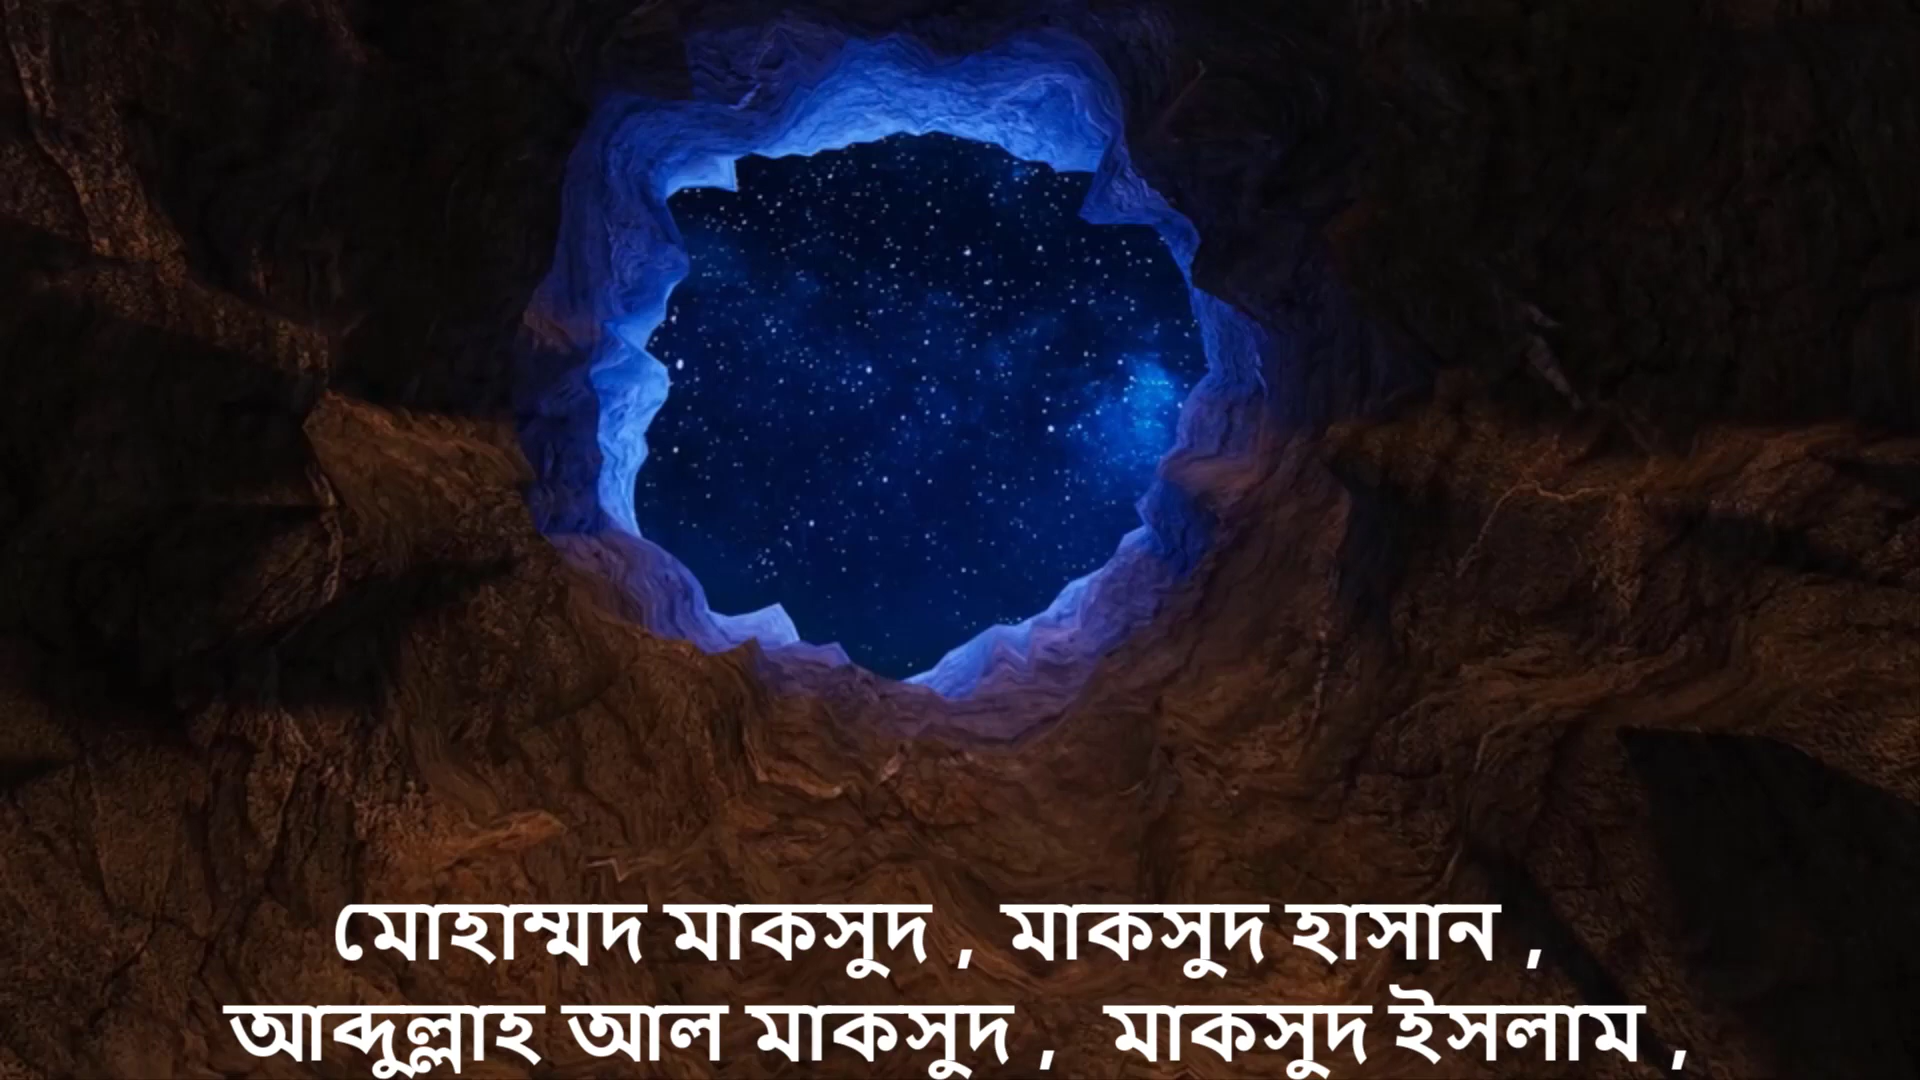 মোহাম্মদ মাকসুদ , মাকসুদ হাসান ,
আব্দুল্লাহ আল মাকসুদ , মাকসুদ ইসলাম ,